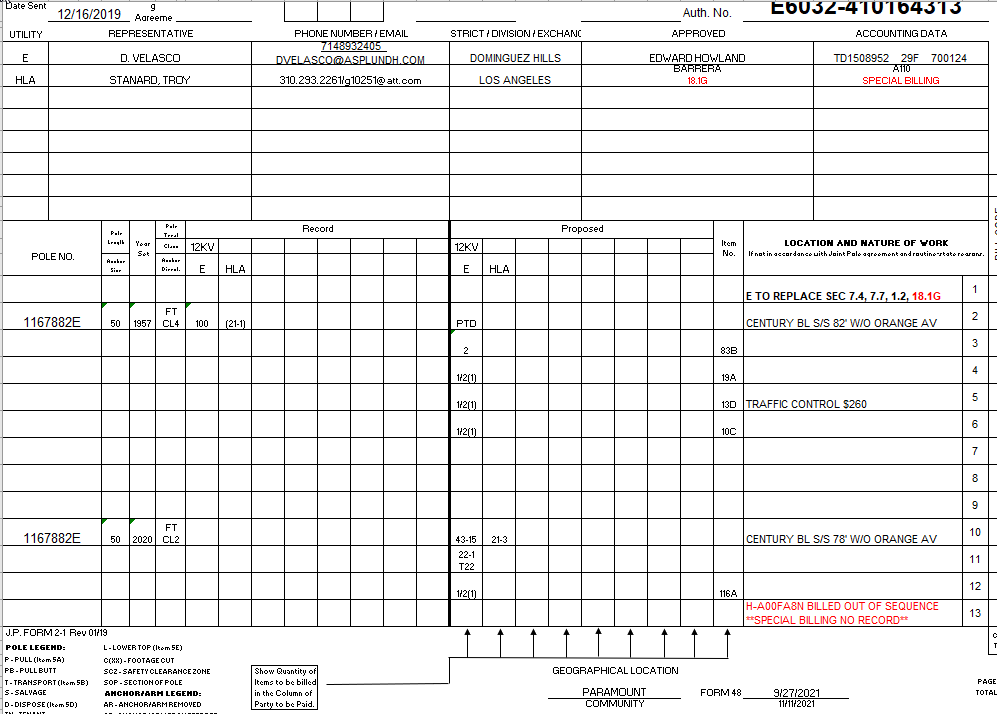 Date Sent 12/16/2019 g Agreeme Auth. No. E6032-410164313
UTILITY REPRESENTATIVE PHONE NUMBER / EMAIL STRICT / DIVISION / EXCHANG APPROVED ACCOUNTING DATA
7148932405
E D. VELASCO DVELASCO@ASPLUNDH.COM DOMINGUEZ HILLS EDWARD HOWLAND TD1508952 29F 700124
BARRERA A110
HLA STANARD, TROY 310.293.2261/g10251@att.com LOS ANGELES 18.1G SPECIAL BILLING
POLE NO. Pole Length Year Set Pole Treat Class Record Proposed Item No. LOCATION AND NATURE OF WORK
Anchor Size Anchor Direct. 12KV 12KV If not in accordance with Joint Pole agreement and routine-state reasons.
E HLA E HLA
E TO REPLACE SEC 7.4, 7.7, 1.2, 18.1G 1
1167882E 50 1957 FT CL4 100 (21-1) PTD CENTURY BL S/S 82' W/O ORANGE AV 2
2 83B 3
1/2(1) 19A 4
1/2(1) 13D TRAFFIC CONTROL $260 5
1/2(1) 10C 6
7
8
9
1167882E 50 2020 FT CL2 43-15 21-3 CENTURY BL S/S 78' W/O ORANGE AV 10
22-1 T22 11
1/2(1) 116A 12
H-A00FA8N BILLED OUT OF SEQUENCE
**SPECIAL BILLING NO RECORD** 13
J.P. FORM 2-1 Rev 01/19
POLE LEGEND: L - LOWER TOP (Item 5E)
P - PULL (Item 5A) C(XX) - FOOTAGE CUT
PB - PULL BUTT SCZ - SAFETY CLEARANCE ZONE
T - TRANSPORT (Item 5B) SOP - SECTION OF POLE
S - SALVAGE ANCHOR/ARM LEGEND:
D - DISPOSE (Item 5D) AR - ANCHOR/ARM REMOVED
Show Quantity of
Items to be billed
in the Column of
Party to be Paid.
GEOGRAPHICAL LOCATION
PARAMOUNT FORM 48 9/27/2021
COMMUNITY 11/11/2021
PAGE
TOTAL